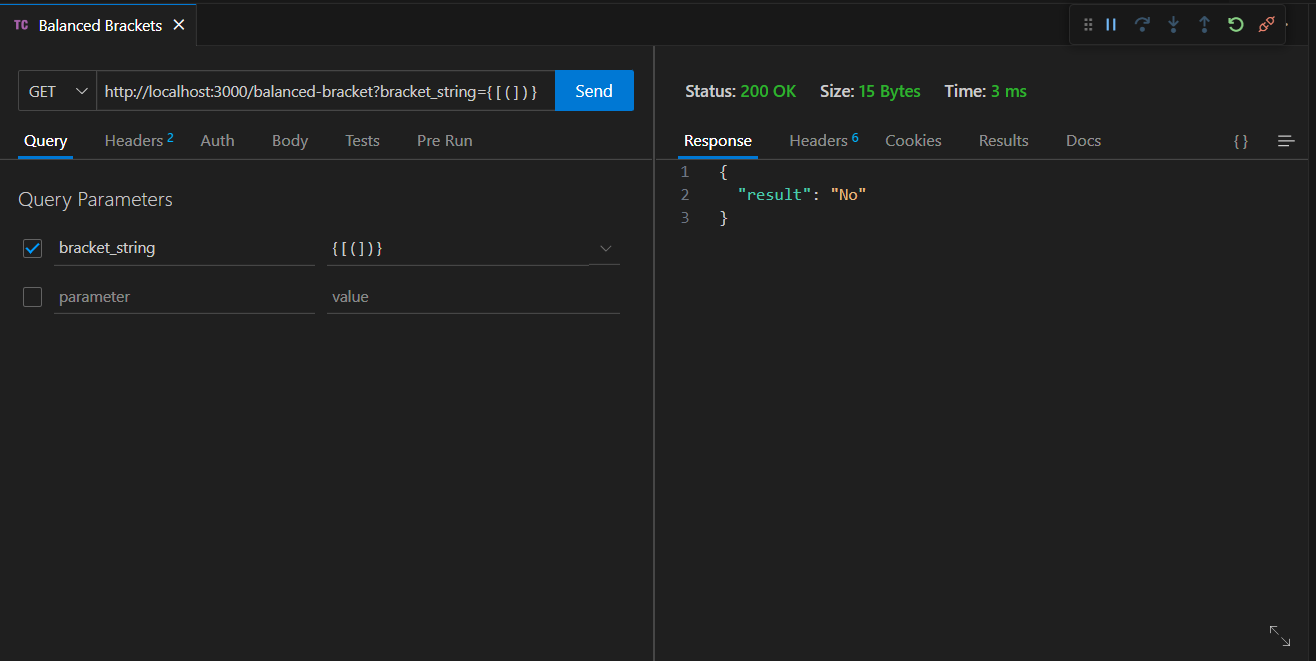 TC Balanced Brackets
GET http://localhost:3000/balanced-bracket?bracket_string={[(])} Send
Query Headers 2 Auth Body Tests Pre Run
Query Parameters
bracket_string {[(])}
parameter value
Status: 200 OK Size: 15 Bytes Time: 3 ms
Response Headers 6 Cookies Results Docs { }
1 {
2 "result": "No"
3 }